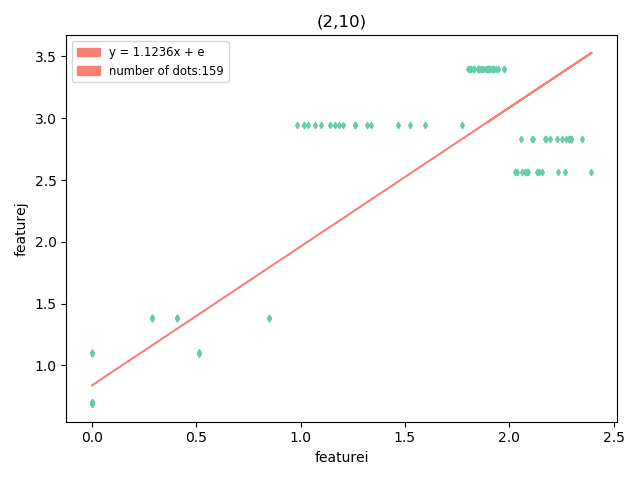 (2,10)
y = 1.1236x + e
number of dots:159
3.5
3.0
2.5
2.0
1.5
1.0
featurej
0.0 0.5 1.0 1.5 2.0 2.5
featurei